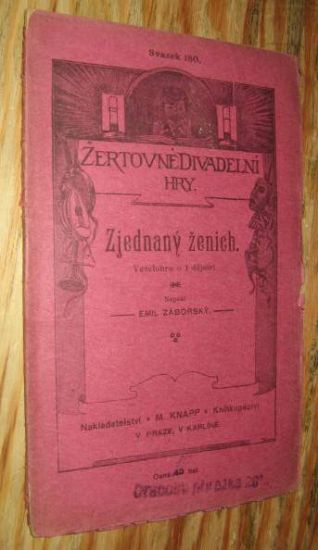 Svazek 180.
ŽERTOVNÉ DIVADELNÍ
HRY.
Zjednaný ženich.
Veselohra o 1 dějství
Napsal
EMIL ZÁBORSKÝ.
Nakladatelství • M. KNAPP • Knihkupectví
V PRAZE, V KARLÍNĚ.
Cena 40 hal